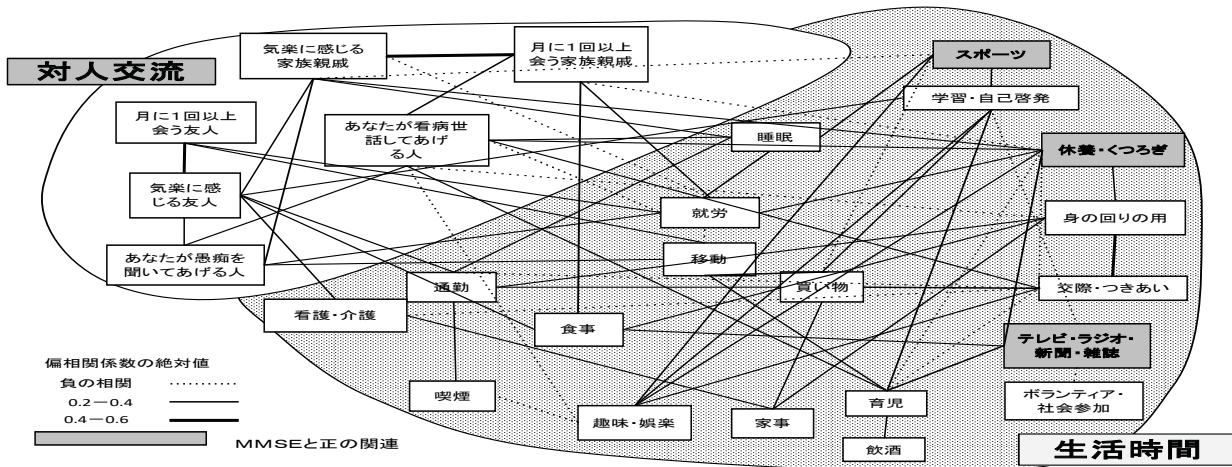 対人交流
気楽に感じる
家族親戚
月に1回以上
会う家族親戚
スポーツ
学習・自己啓発
月に1回以上
会う友人
あなたが看病世
話してあげ
る人
睡眠
休養・くつろぎ
気楽に感
じる友人
就労
身の回りの用
あなたが愚痴を
聞いてあげる人
移動
通勤
買い物
交際・つきあい
看護・介護
食事
テレビ・ラジオ・
新聞・雑誌
偏相関係数の絶対値
負の相関
0.2－0.4
0.4－0.6
MMSEと正の関連
喫煙
趣味・娯楽
家事
育児
飲酒
ボランティア・
社会参加
生活時間